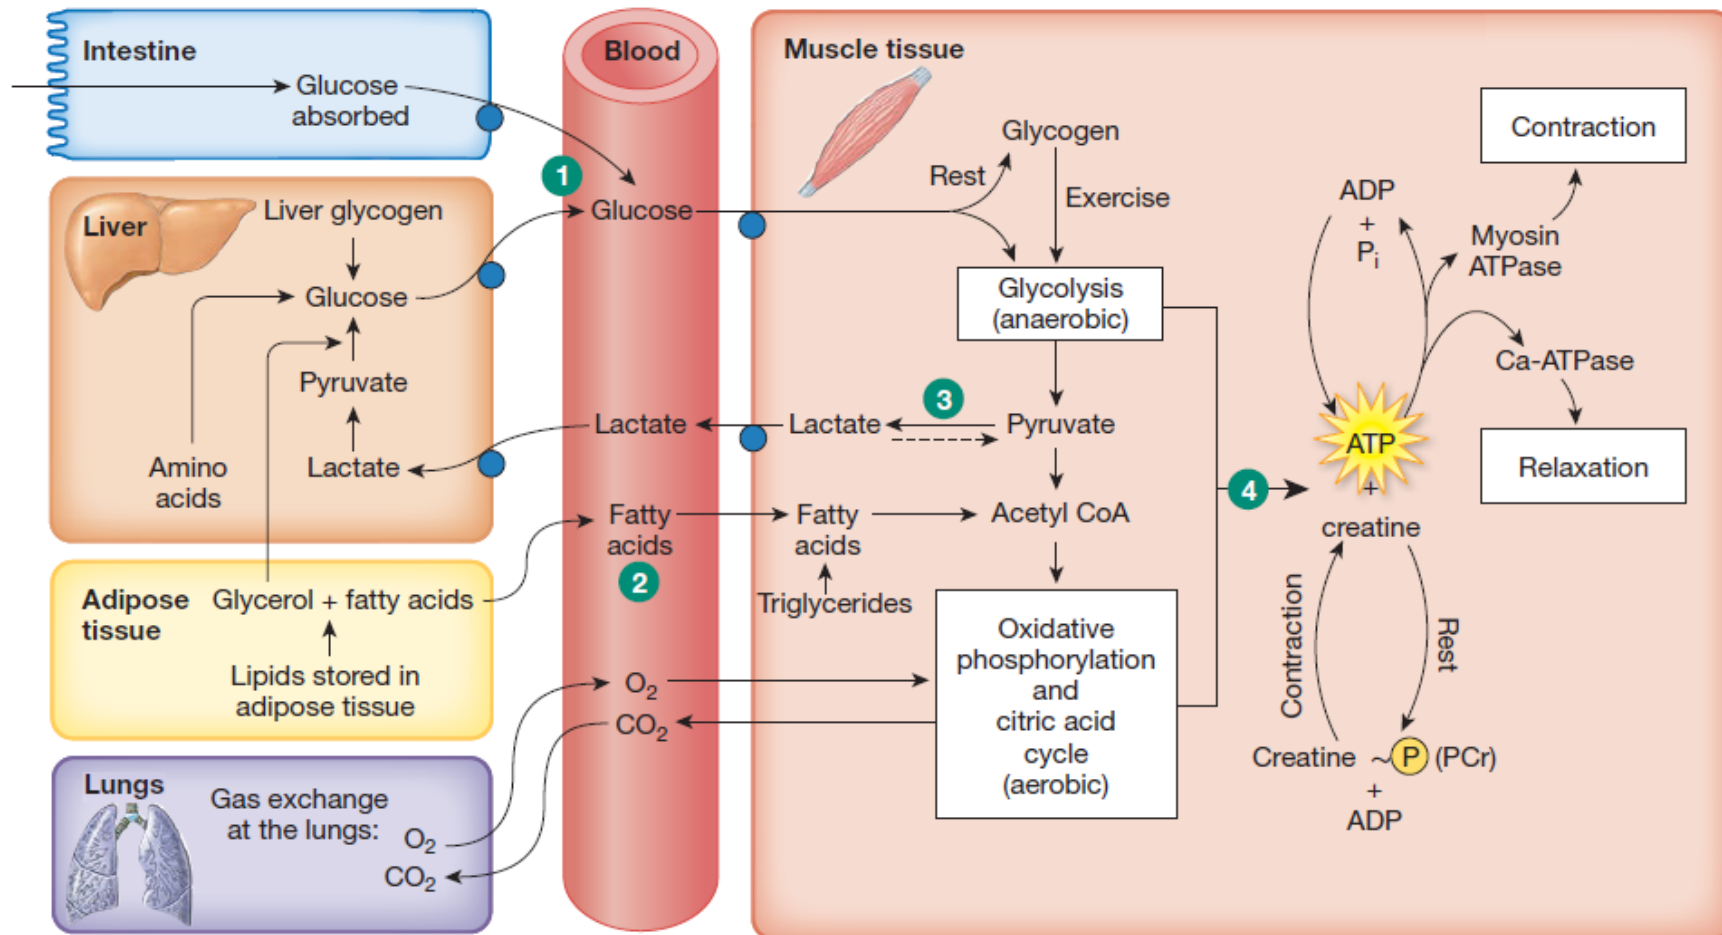 Intestine
Glucose
absorbed
Liver
Liver glycogen
Glucose
Pyruvate
Lactate
Amino
acids
Adipose
tissue
Glycerol + fatty acids
Lipids stored in
adipose tissue
Lungs
Gas exchange
at the lungs:
O₂
CO₂
Blood
1
Glucose
Lactate
Fatty
acids
2
O₂
CO₂
Muscle tissue
Glycogen
Rest
Exercise
Glycolysis
(anaerobic)
3
Lactate
Pyruvate
Fatty
acids
Acetyl CoA
Triglycerides
Oxidative
phosphorylation
and
citric acid
cycle
(aerobic)
4
Contraction
ADP
+
Pᵢ
Myosin
ATPase
Ca-ATPase
Relaxation
ATP
+
creatine
Contraction
Rest
Creatine ~ P (PCr)
+
ADP